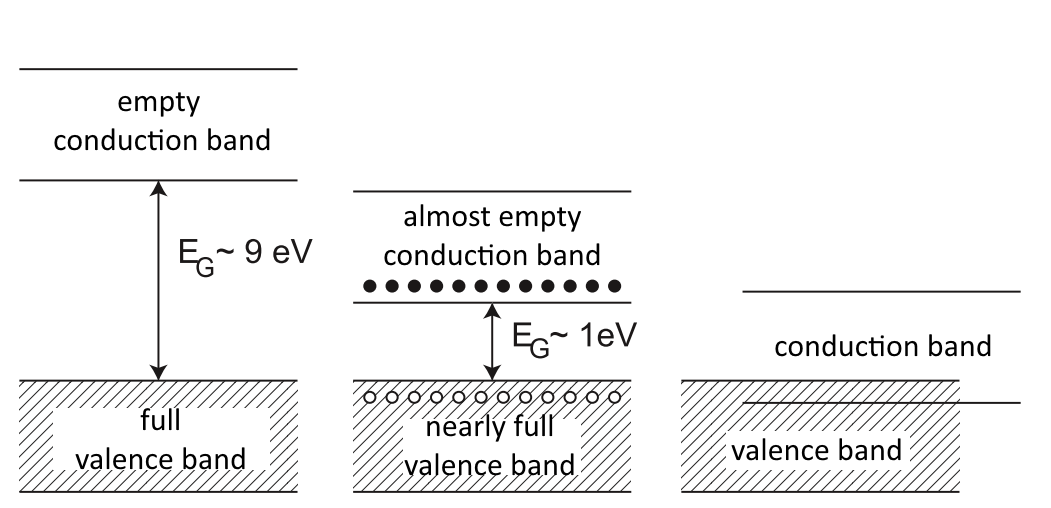 empty
conduction band
E_G ~ 9 eV
full
valence band
almost empty
conduction band
E_G ~ 1eV
nearly full
valence band
conduction band
valence band